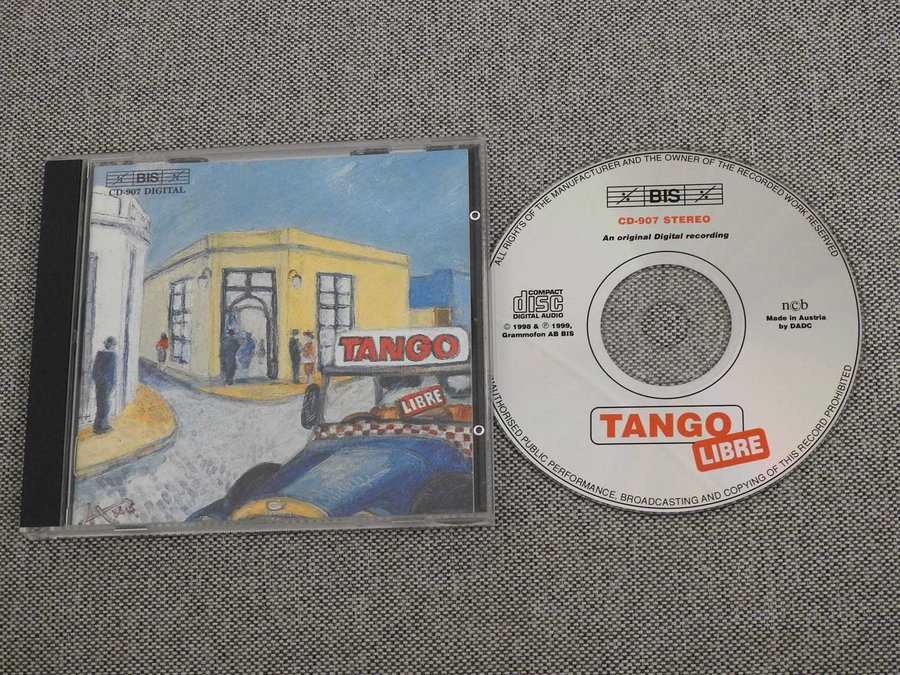 BIS
CD-907 DIGITAL
TANGO
LIBRE
ALL RIGHTS OF THE MANUFACTURER AND THE OWNER OF THE RECORDED WORK RESERVED
BIS
CD-907 STEREO
An original Digital recording
COMPACT
disc
DIGITAL AUDIO
© 1998 & ℗ 1999,
Grammofon AB BIS
ncb
Made in Austria
by DADC
TANGO
LIBRE
AUTHORISED PUBLIC PERFORMANCE, BROADCASTING AND COPYING OF THIS RECORD PROHIBITED